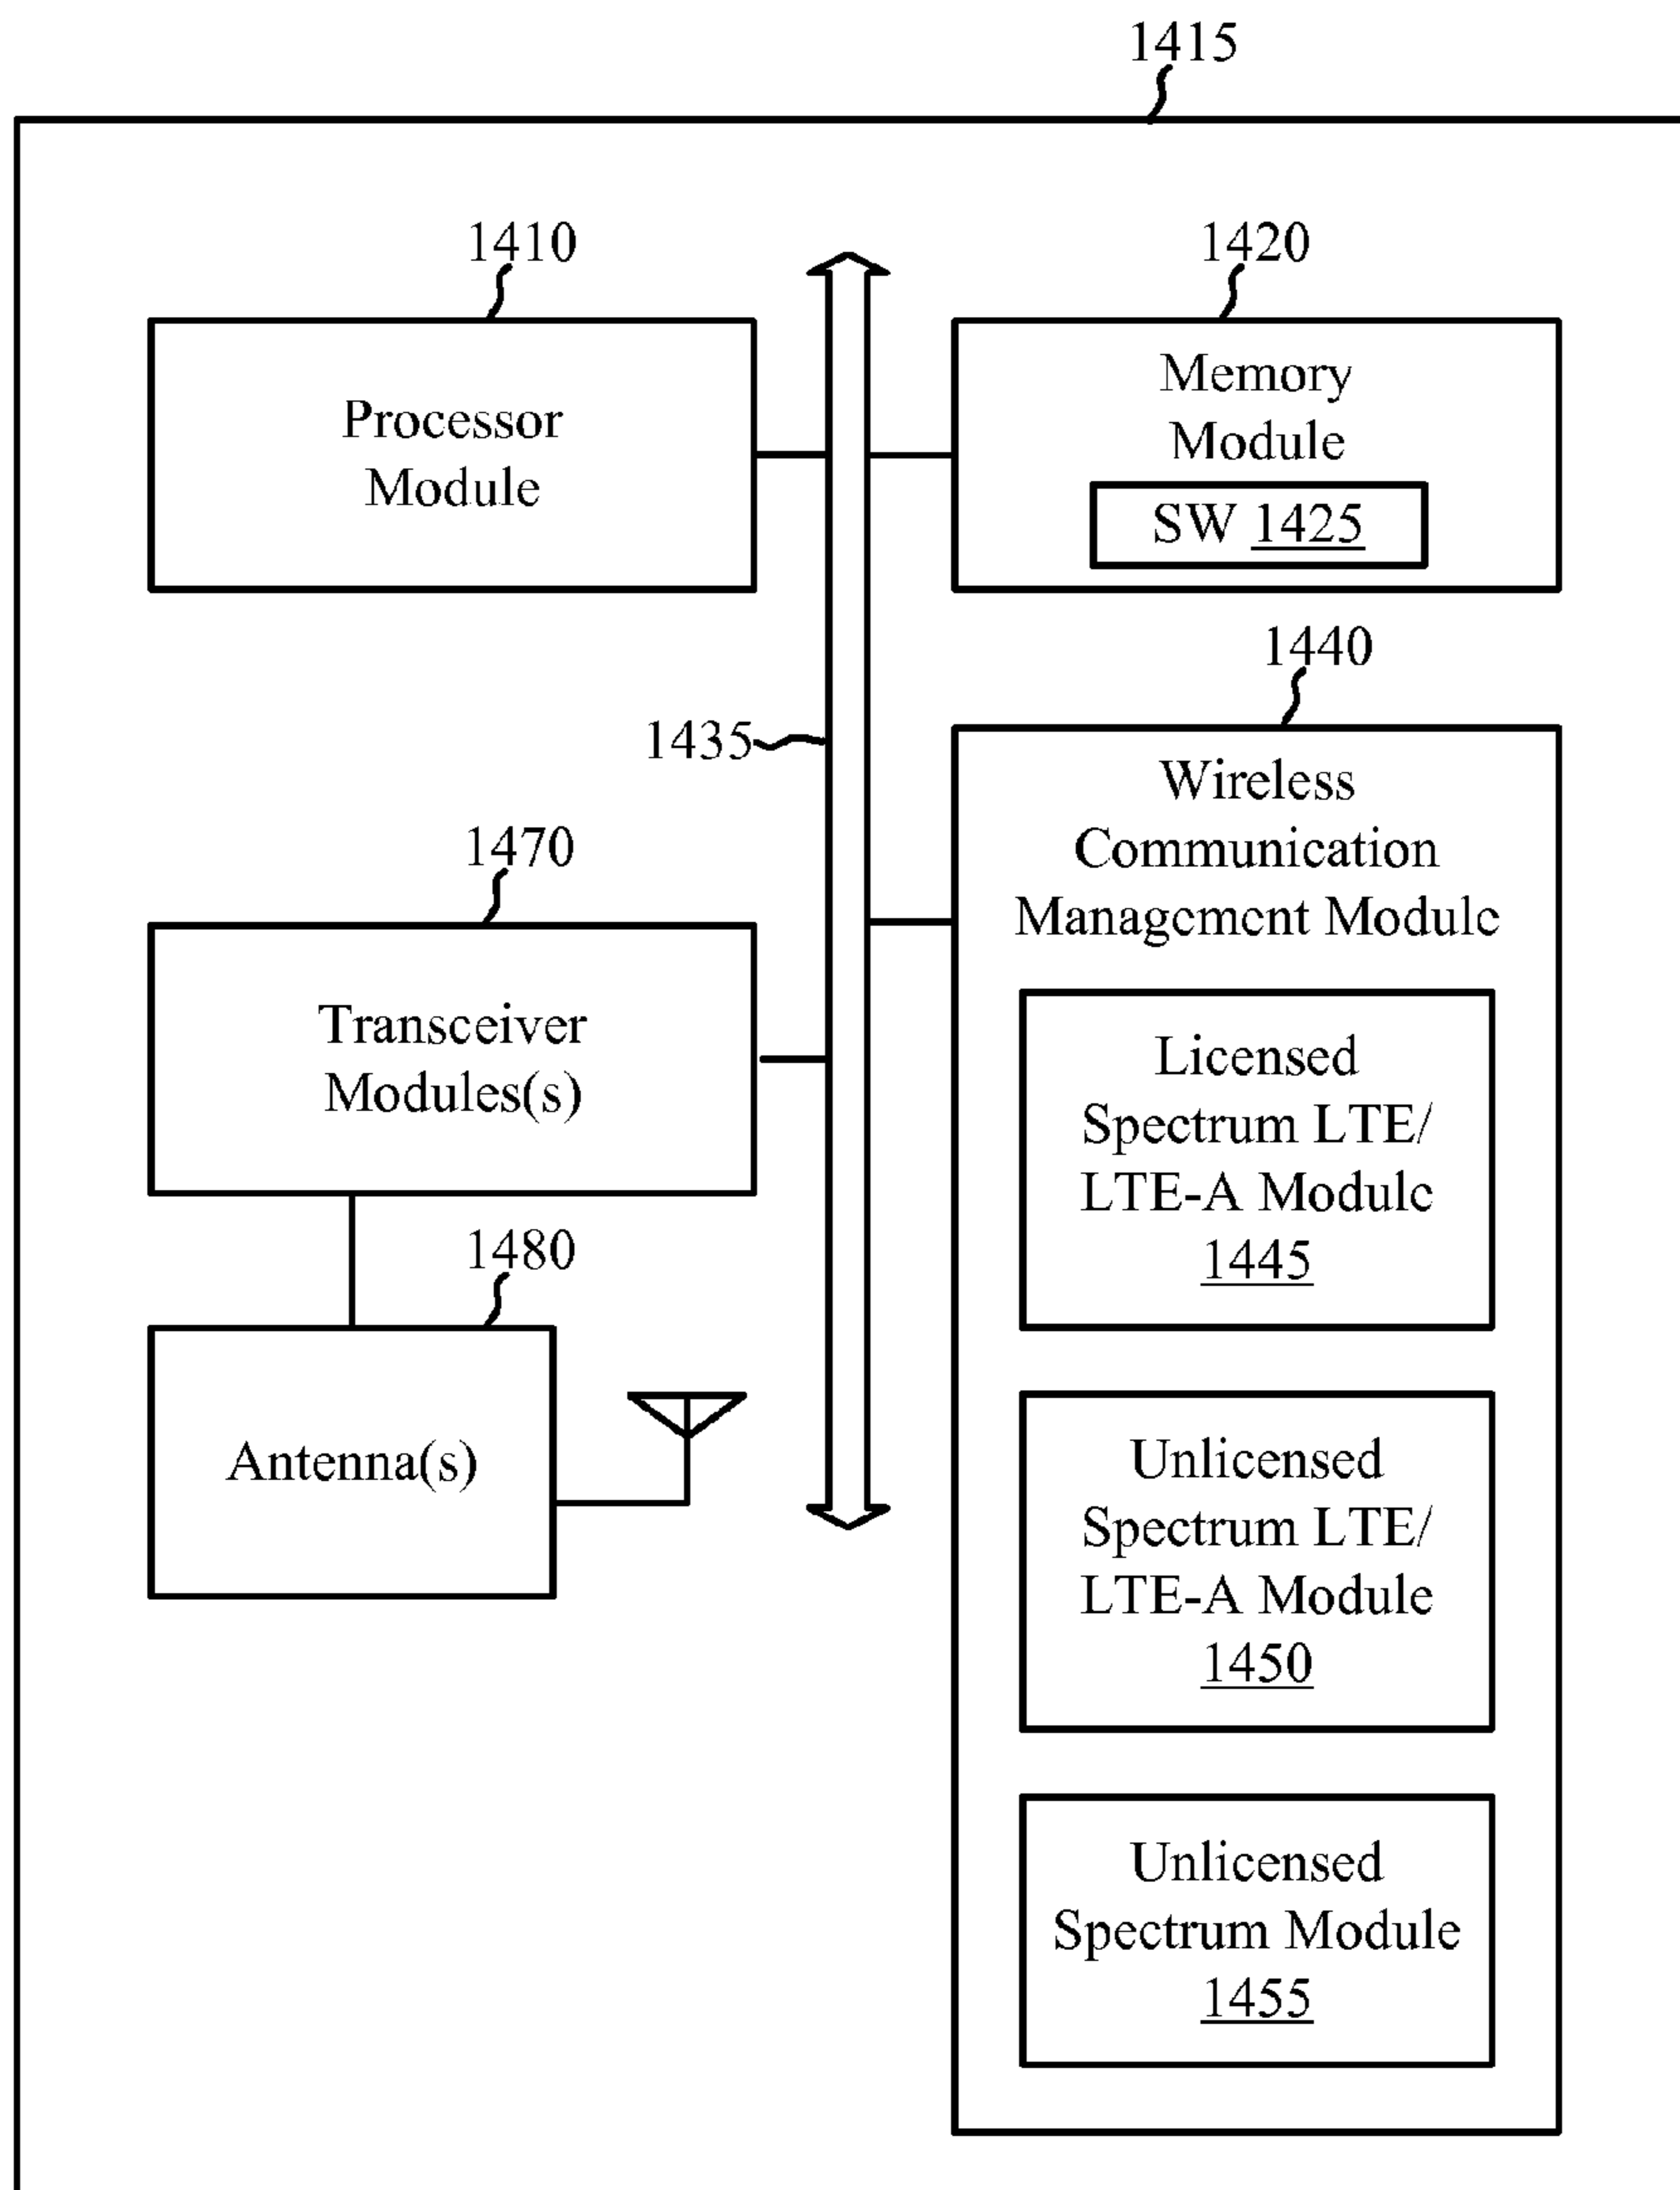 1415
1410
Processor
Module
1420
Memory
Module
SW 1425
1435
1440
Wireless
Communication
Management Module
Licensed
Spectrum LTE/
LTE-A Module
1445
Unlicensed
Spectrum LTE/
LTE-A Module
1450
Unlicensed
Spectrum Module
1455
1470
Transceiver
Modules(s)
1480
Antenna(s)